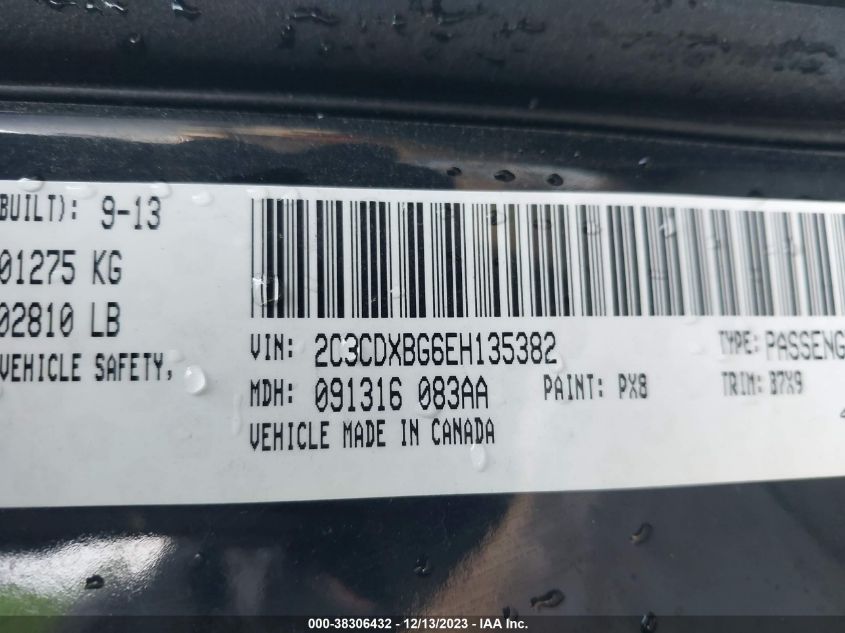 BUILT): 9-13
01275 KG
02810 LB
VEHICLE SAFETY,
VIN: 2C3CDXBG6EH135382 TYPE: PASSENG
MDH: 091316 083AA PAINT: PX8 TRIM: B7X9
VEHICLE MADE IN CANADA
000-38306432 - 12/13/2023 - IAA Inc.